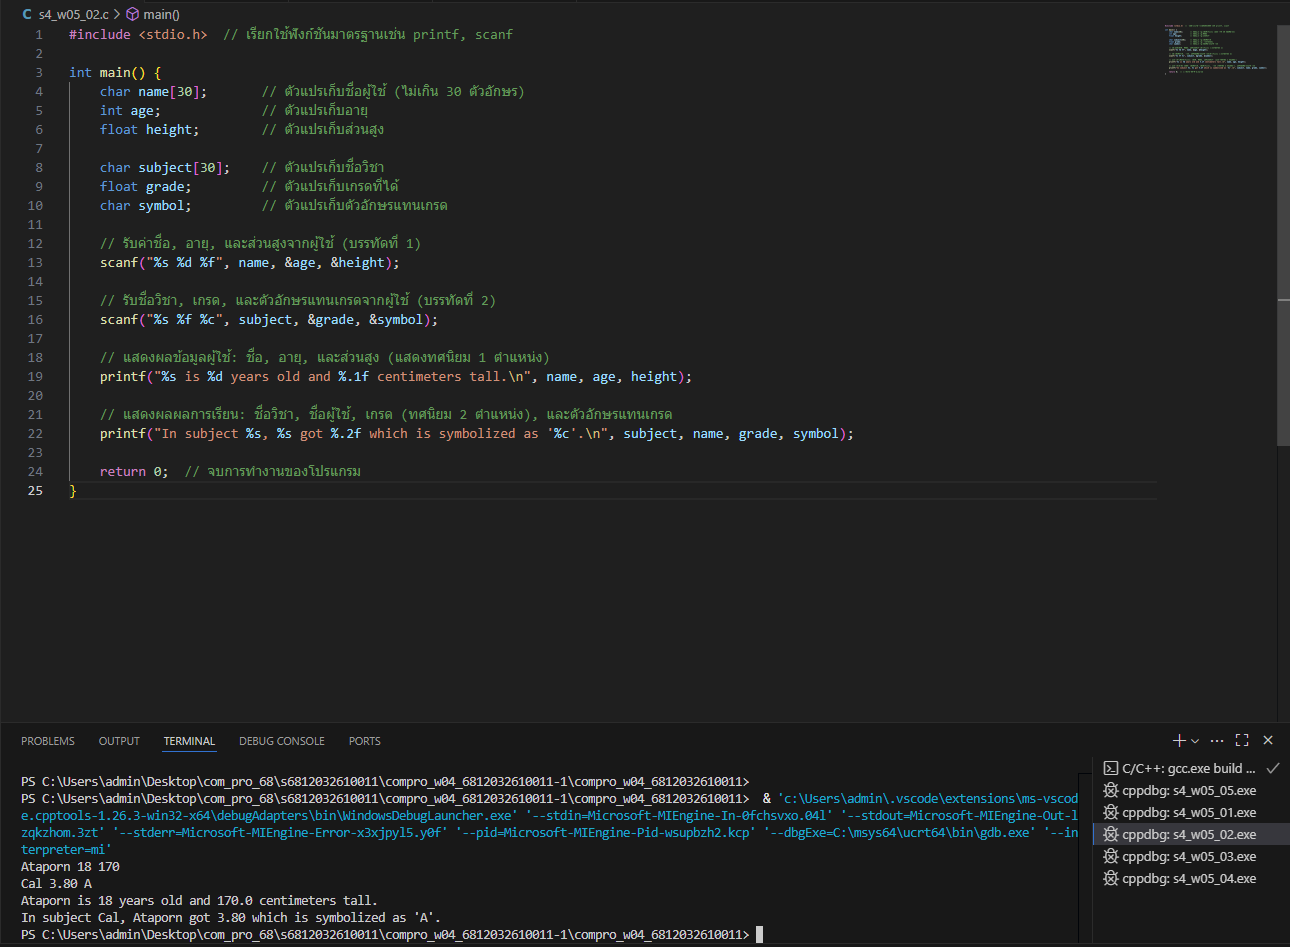 s4_w05_02.c > main()
1 #include <stdio.h>  // เรียกใช้ฟังก์ชันมาตรฐานเช่น printf, scanf
2
3 int main() {
4     char name[30];       // ตัวแปรเก็บชื่อผู้ใช้ (ไม่เกิน 30 ตัวอักษร)
5     int age;             // ตัวแปรเก็บอายุ
6     float height;        // ตัวแปรเก็บส่วนสูง
7
8     char subject[30];    // ตัวแปรเก็บชื่อวิชา
9     float grade;         // ตัวแปรเก็บเกรดที่ได้
10     char symbol;         // ตัวแปรเก็บตัวอักษรแทนเกรด
11
12     // รับค่าชื่อ, อายุ, และส่วนสูงจากผู้ใช้ (บรรทัดที่ 1)
13     scanf("%s %d %f", name, &age, &height);
14
15     // รับชื่อวิชา, เกรด, และตัวอักษรแทนเกรดจากผู้ใช้ (บรรทัดที่ 2)
16     scanf("%s %f %c", subject, &grade, &symbol);
17
18     // แสดงผลข้อมูลผู้ใช้: ชื่อ, อายุ, และส่วนสูง (แสดงทศนิยม 1 ตำแหน่ง)
19     printf("%s is %d years old and %.1f centimeters tall.\n", name, age, height);
20
21     // แสดงผลผลการเรียน: ชื่อวิชา, ชื่อผู้ใช้, เกรด (ทศนิยม 2 ตำแหน่ง), และตัวอักษรแทนเกรด
22     printf("In subject %s, %s got %.2f which is symbolized as '%c'.\n", subject, name, grade, symbol);
23
24     return 0;  // จบการทำงานของโปรแกรม
25 }
PROBLEMS OUTPUT TERMINAL DEBUG CONSOLE PORTS
PS C:\Users\admin\Desktop\com_pro_68\s6812032610011\compro_w04_6812032610011-1\compro_w04_6812032610011>
PS C:\Users\admin\Desktop\com_pro_68\s6812032610011\compro_w04_6812032610011-1\compro_w04_6812032610011>  & 'c:\Users\admin\.vscode\extensions\ms-vscod
e.cpptools-1.26.3-win32-x64\debugAdapters\bin\WindowsDebugLauncher.exe' '--stdin=Microsoft-MIEngine-In-0fchsvxo.04l' '--stdout=Microsoft-MIEngine-Out-l
zqkzhom.3zt' '--stderr=Microsoft-MIEngine-Error-x3xjpyl5.y0f' '--pid=Microsoft-MIEngine-Pid-wsupbzh2.kcp' '--dbgExe=C:\msys64\ucrt64\bin\gdb.exe' '--in
terpreter=mi'
Ataporn 18 170
Cal 3.80 A
Ataporn is 18 years old and 170.0 centimeters tall.
In subject Cal, Ataporn got 3.80 which is symbolized as 'A'.
PS C:\Users\admin\Desktop\com_pro_68\s6812032610011\compro_w04_6812032610011-1\compro_w04_6812032610011>
C/C++: gcc.exe build ...
cppdbg: s4_w05_05.exe
cppdbg: s4_w05_01.exe
cppdbg: s4_w05_02.exe
cppdbg: s4_w05_03.exe
cppdbg: s4_w05_04.exe